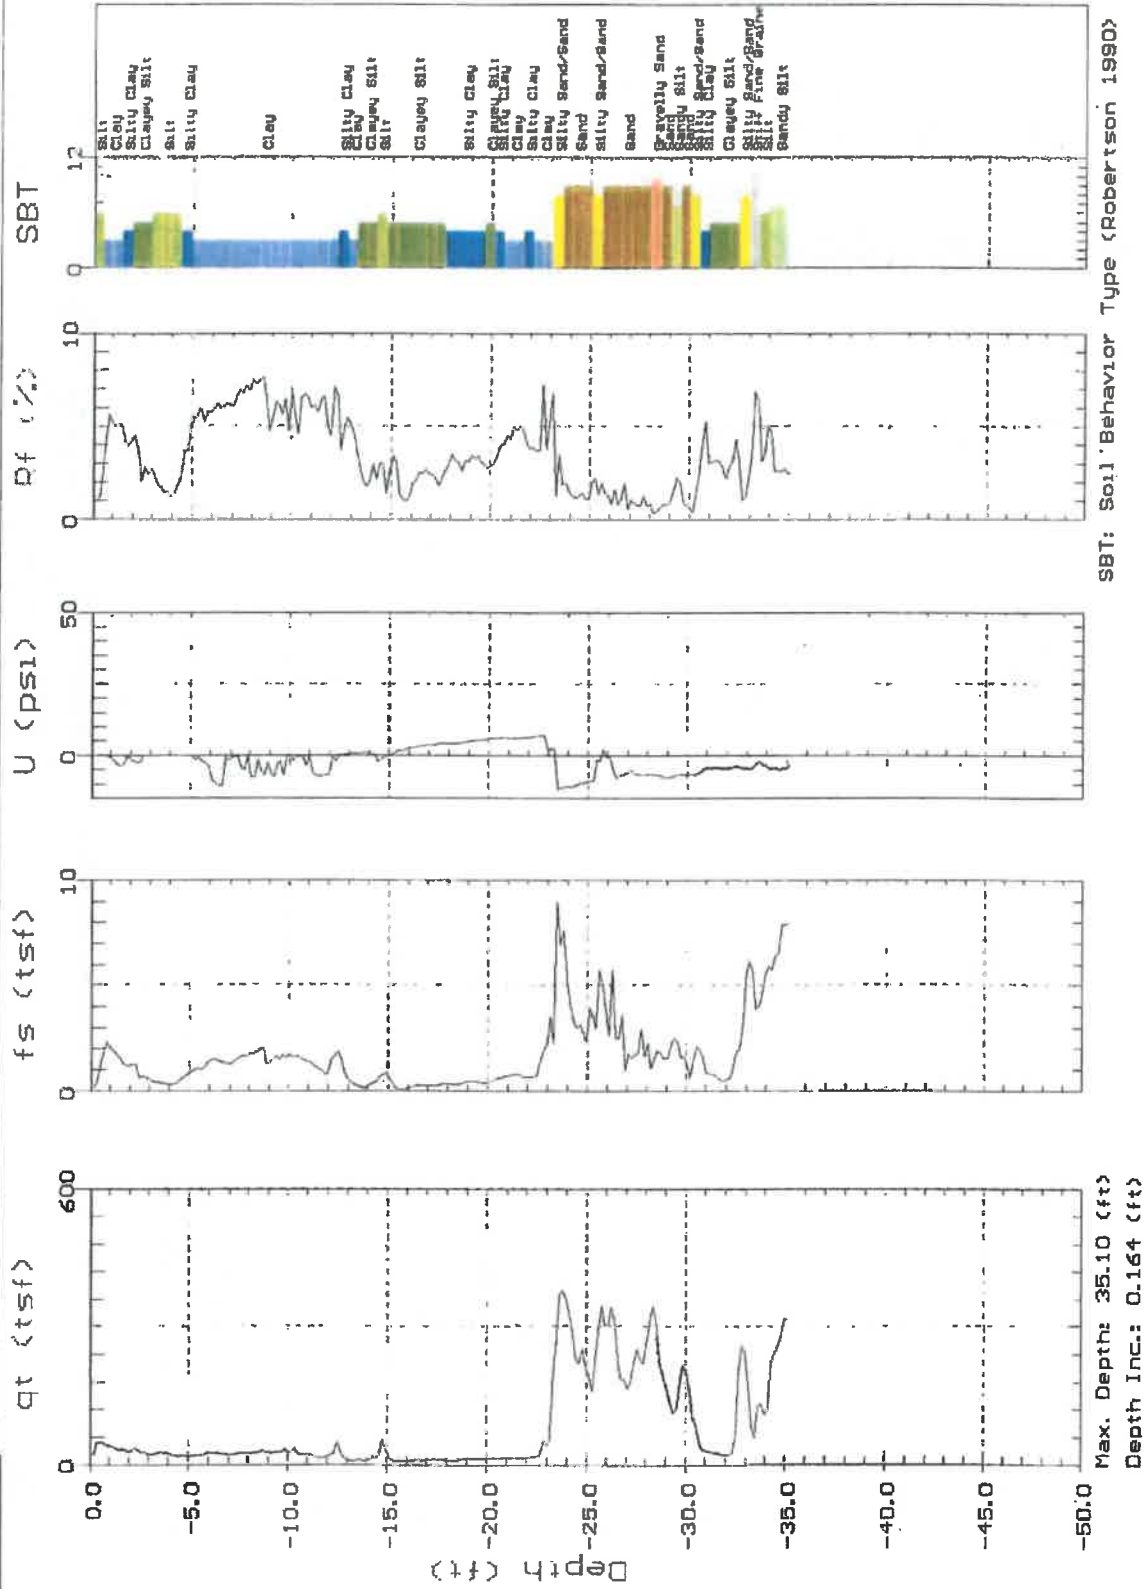 qt (tsf)
fs (tsf)
U (psi)
Rf (%)
SBT
0
600
0
10
0
50
0
10
0
12
Depth (ft)
0.0
-5.0
-10.0
-15.0
-20.0
-25.0
-30.0
-35.0
-40.0
-45.0
-50.0
Silt
Clay
Silty Clay
Clayey Silt
Silt
Silty Clay
Clay
Silty Clay
Clay
Clayey Silt
Silt
Clayey Silt
Silty Clay
Clayey Silt
Silty Clay
Clay
Silty Clay
Clay
Silty Sand/Sand
Sand
Silty Sand/Sand
Sand
Gravelly Sand
Sand
Sandy Silt
Sand
Silty Sand/Sand
Silty Clay
Clayey Silt
Silty Sand/Sand
Stiff Fine Graine
Silt
Sandy Silt
Max. Depth: 35.10 (ft)
Depth Inc.: 0.164 (ft)
SBT: Soil Behavior Type (Robertson 1990)